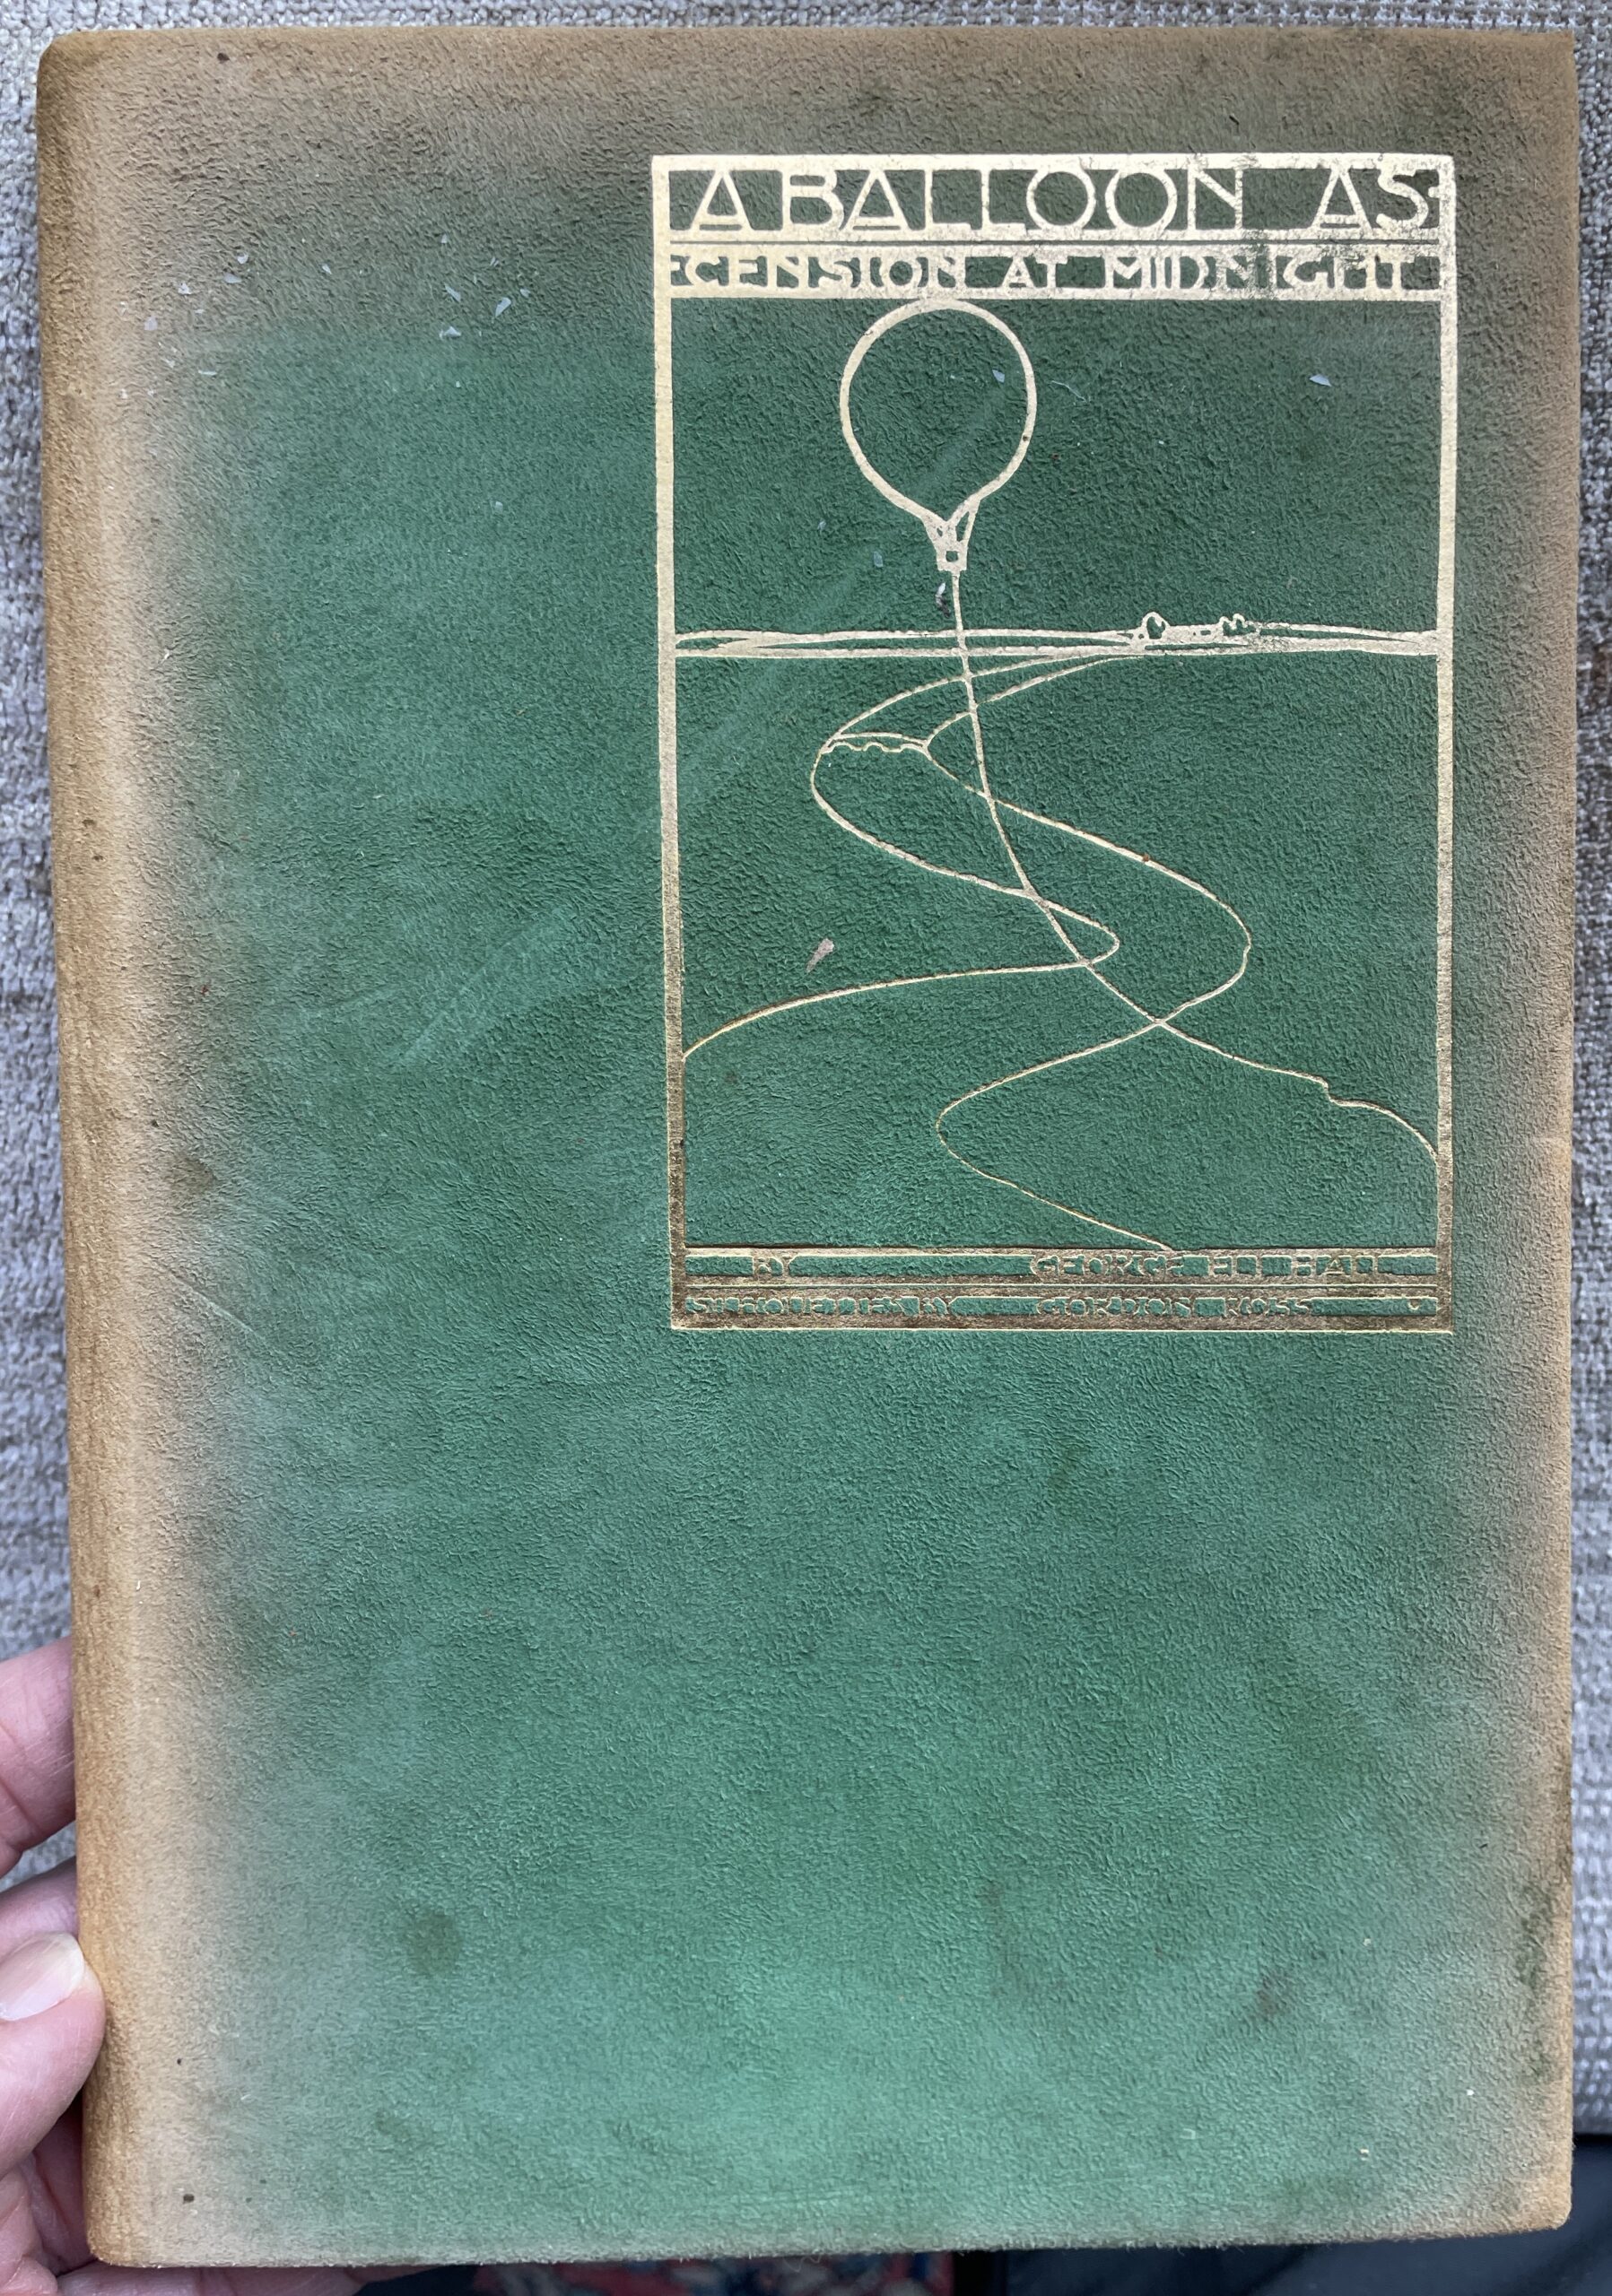 A BALLOON AS-
CENSION AT MIDNIGHT
BY GEORGE ELI HALL
SILHOUETTES BY GORDON ROSS